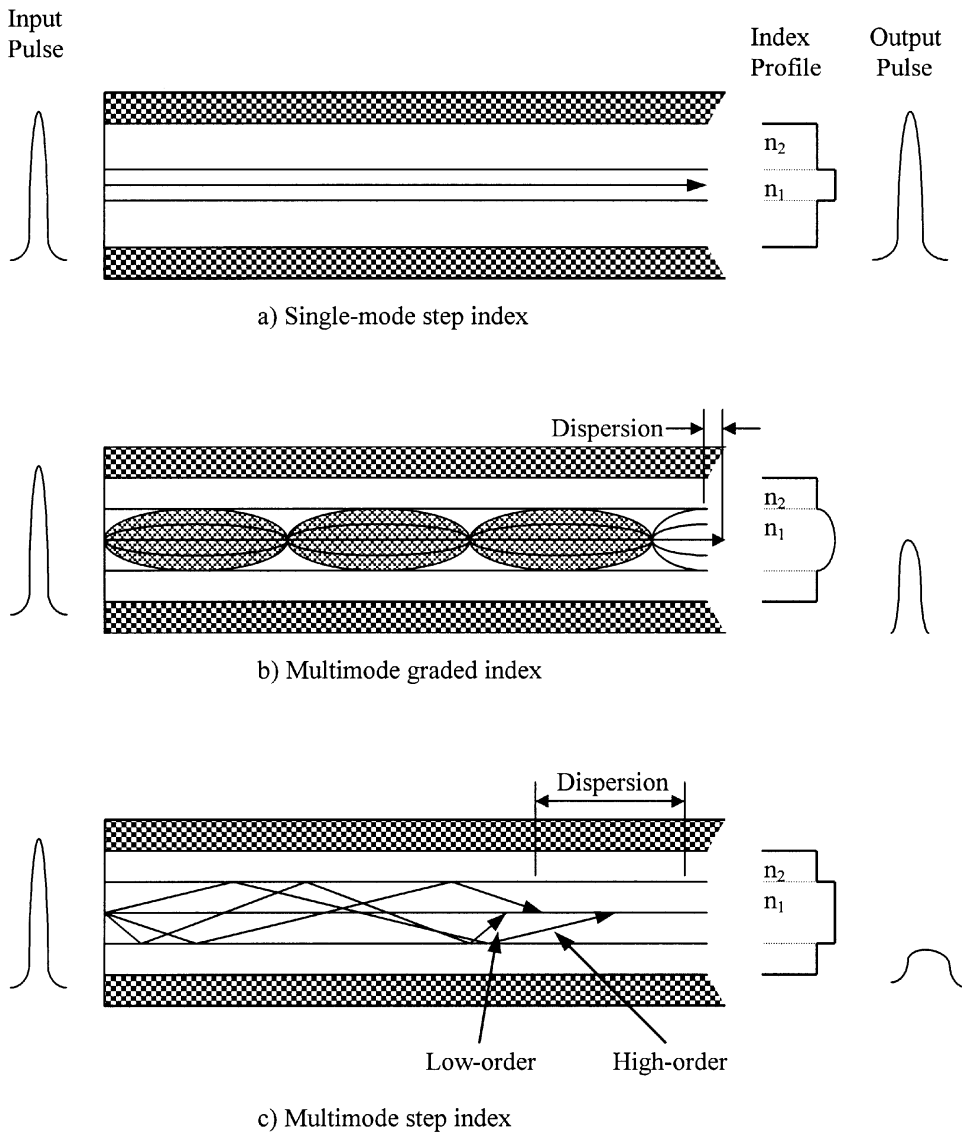 Input
Pulse
Index
Profile
Output
Pulse
n₂
n₁
a) Single-mode step index
Dispersion
n₂
n₁
b) Multimode graded index
Dispersion
n₂
n₁
Low-order
High-order
c) Multimode step index